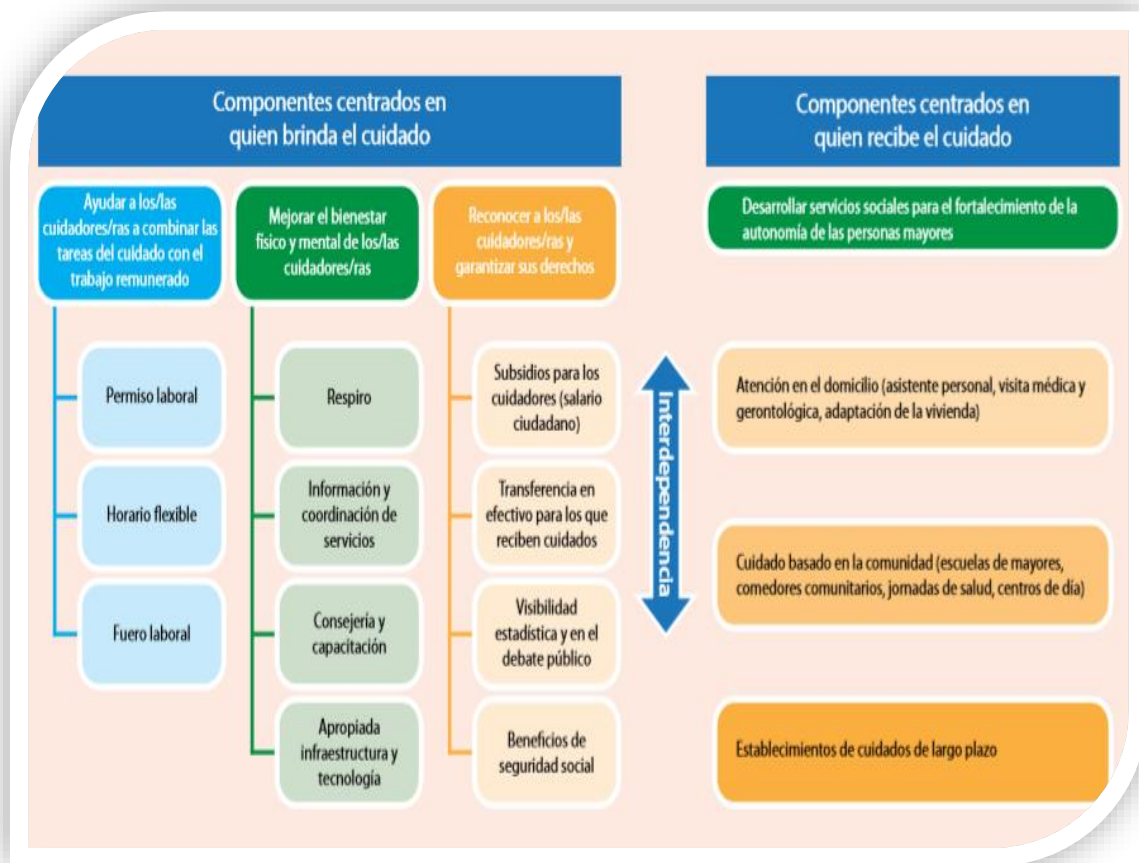 Componentes centrados en
quien brinda el cuidado
Ayudar a los/las
cuidadores/ras a combinar las
tareas del cuidado con el
trabajo remunerado
Permiso laboral
Horario flexible
Fuero laboral
Mejorar el bienestar
físico y mental de los/las
cuidadores/ras
Respiro
Información y
coordinación de
servicios
Consejería y
capacitación
Apropiada
infraestructura y
tecnología
Reconocer a los/las
cuidadores/ras y
garantizar sus derechos
Subsidios para los
cuidadores (salario
ciudadano)
Transferencia en
efectivo para los que
reciben cuidados
Visibilidad
estadística y en el
debate público
Beneficios de
seguridad social
Interdependencia
Componentes centrados en
quien recibe el cuidado
Desarrollar servicios sociales para el fortalecimiento de la
autonomía de las personas mayores
Atención en el domicilio (asistente personal, visita médica y
gerontológica, adaptación de la vivienda)
Cuidado basado en la comunidad (escuelas de mayores,
comedores comunitarios, jornadas de salud, centros de día)
Establecimientos de cuidados de largo plazo